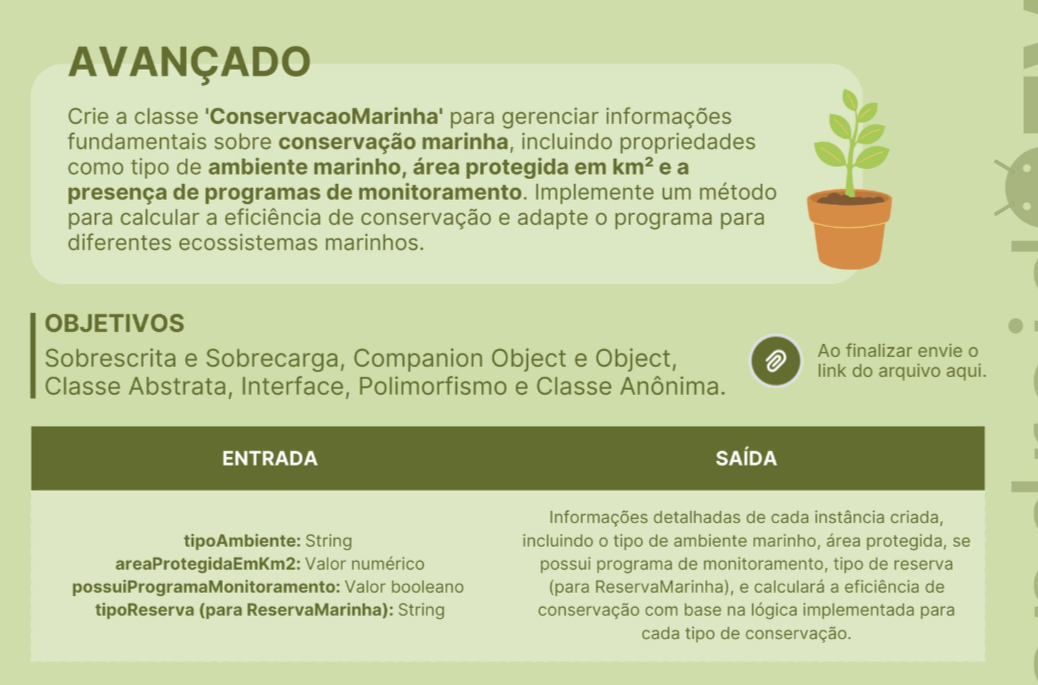 AVANÇADO
Crie a classe 'ConservacaoMarinha' para gerenciar informações
fundamentais sobre conservação marinha, incluindo propriedades
como tipo de ambiente marinho, área protegida em km² e a
presença de programas de monitoramento. Implemente um método
para calcular a eficiência de conservação e adapte o programa para
diferentes ecossistemas marinhos.
OBJETIVOS
Sobrescrita e Sobrecarga, Companion Object e Object,
Classe Abstrata, Interface, Polimorfismo e Classe Anônima.
Ao finalizar envie o
link do arquivo aqui.
ENTRADA
SAÍDA
tipoAmbiente: String
areaProtegidaEmKm2: Valor numérico
possuiProgramaMonitoramento: Valor booleano
tipoReserva (para ReservaMarinha): String
Informações detalhadas de cada instância criada,
incluindo o tipo de ambiente marinho, área protegida, se
possui programa de monitoramento, tipo de reserva
(para ReservaMarinha), e calculará a eficiência de
conservação com base na lógica implementada para
cada tipo de conservação.